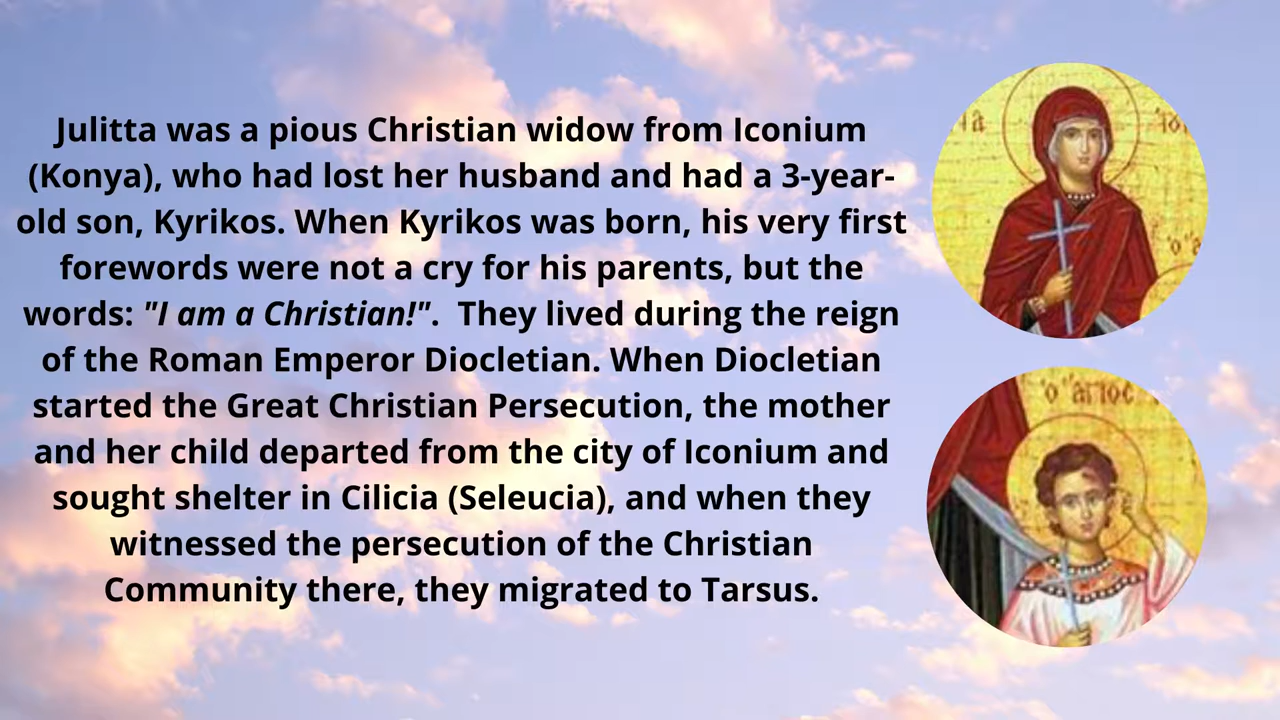 Julitta was a pious Christian widow from Iconium
(Konya), who had lost her husband and had a 3-year-
old son, Kyrikos. When Kyrikos was born, his very first
forewords were not a cry for his parents, but the
words: "I am a Christian!".  They lived during the reign
of the Roman Emperor Diocletian. When Diocletian
started the Great Christian Persecution, the mother
and her child departed from the city of Iconium and
sought shelter in Cilicia (Seleucia), and when they
witnessed the persecution of the Christian
Community there, they migrated to Tarsus.